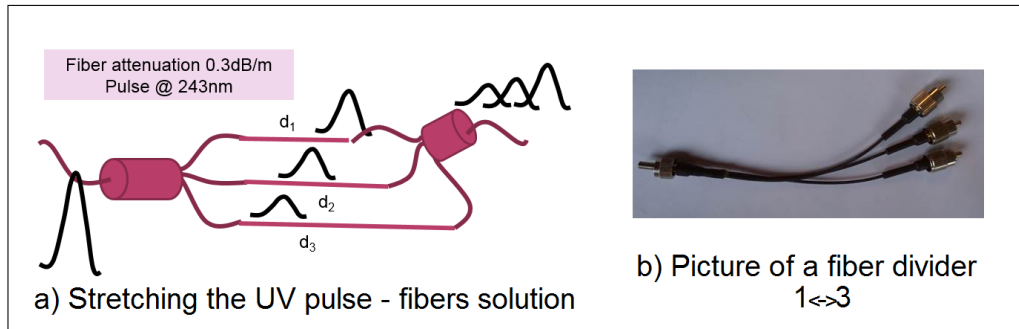 Fiber attenuation 0.3dB/m
Pulse @ 243nm
d1
d2
d3
a) Stretching the UV pulse - fibers solution
b) Picture of a fiber divider
1<->3